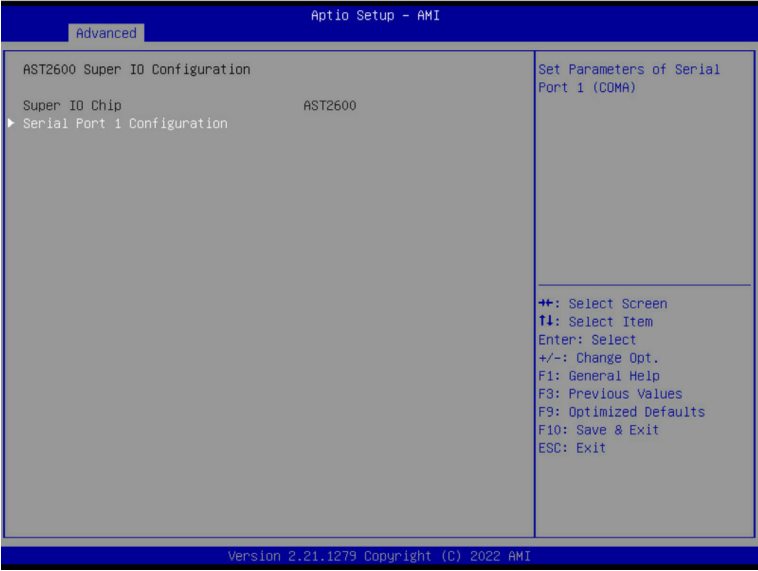 Aptio Setup – AMI
Advanced
AST2600 Super IO Configuration
Super IO Chip AST2600
▶ Serial Port 1 Configuration
Set Parameters of Serial
Port 1 (COMA)
→←: Select Screen
↑↓: Select Item
Enter: Select
+/-: Change Opt.
F1: General Help
F3: Previous Values
F9: Optimized Defaults
F10: Save & Exit
ESC: Exit
Version 2.21.1279 Copyright (C) 2022 AMI